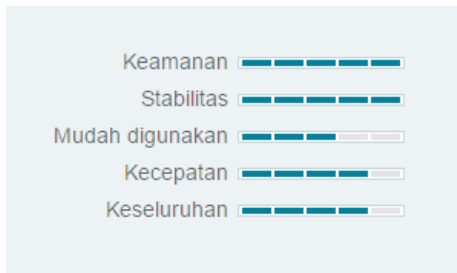 Keamanan
Stabilitas
Mudah digunakan
Kecepatan
Keseluruhan